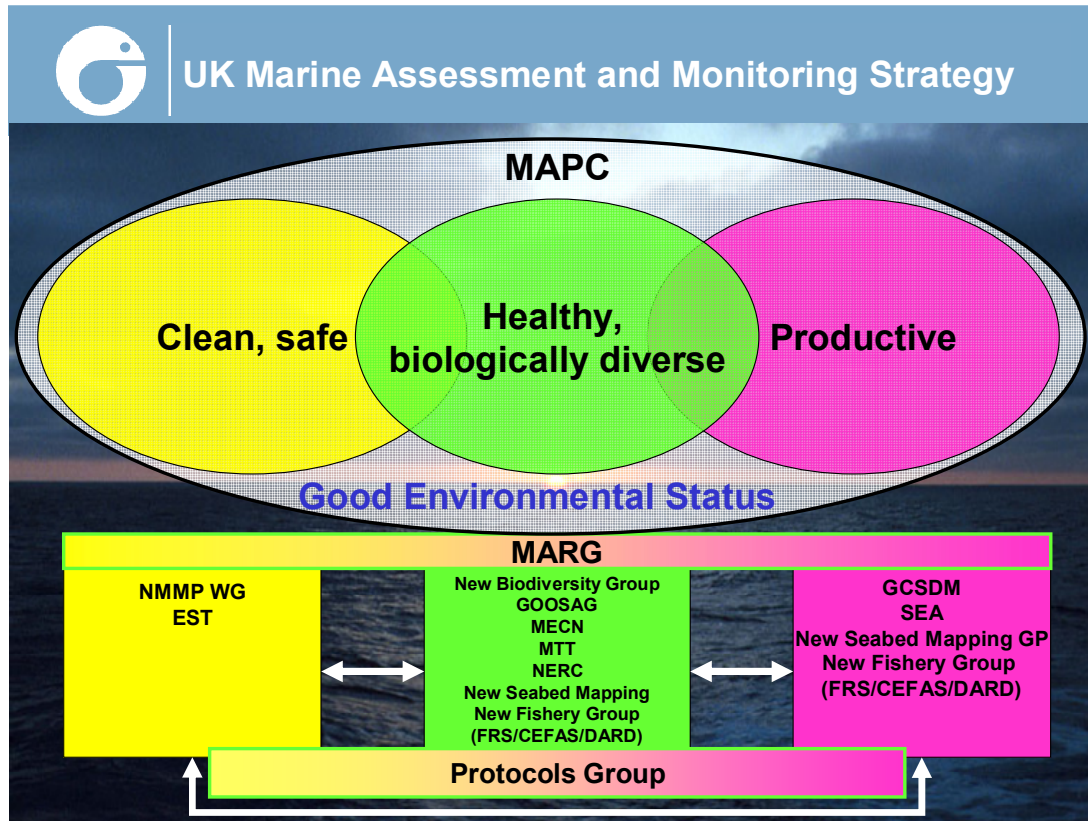 UK Marine Assessment and Monitoring Strategy
MAPC
Clean, safe
Healthy,
biologically diverse
Productive
Good Environmental Status
MARG
NMMP WG
EST
New Biodiversity Group
GOOSAG
MECN
MTT
NERC
New Seabed Mapping
New Fishery Group
(FRS/CEFAS/DARD)
GCSDM
SEA
New Seabed Mapping GP
New Fishery Group
(FRS/CEFAS/DARD)
Protocols Group